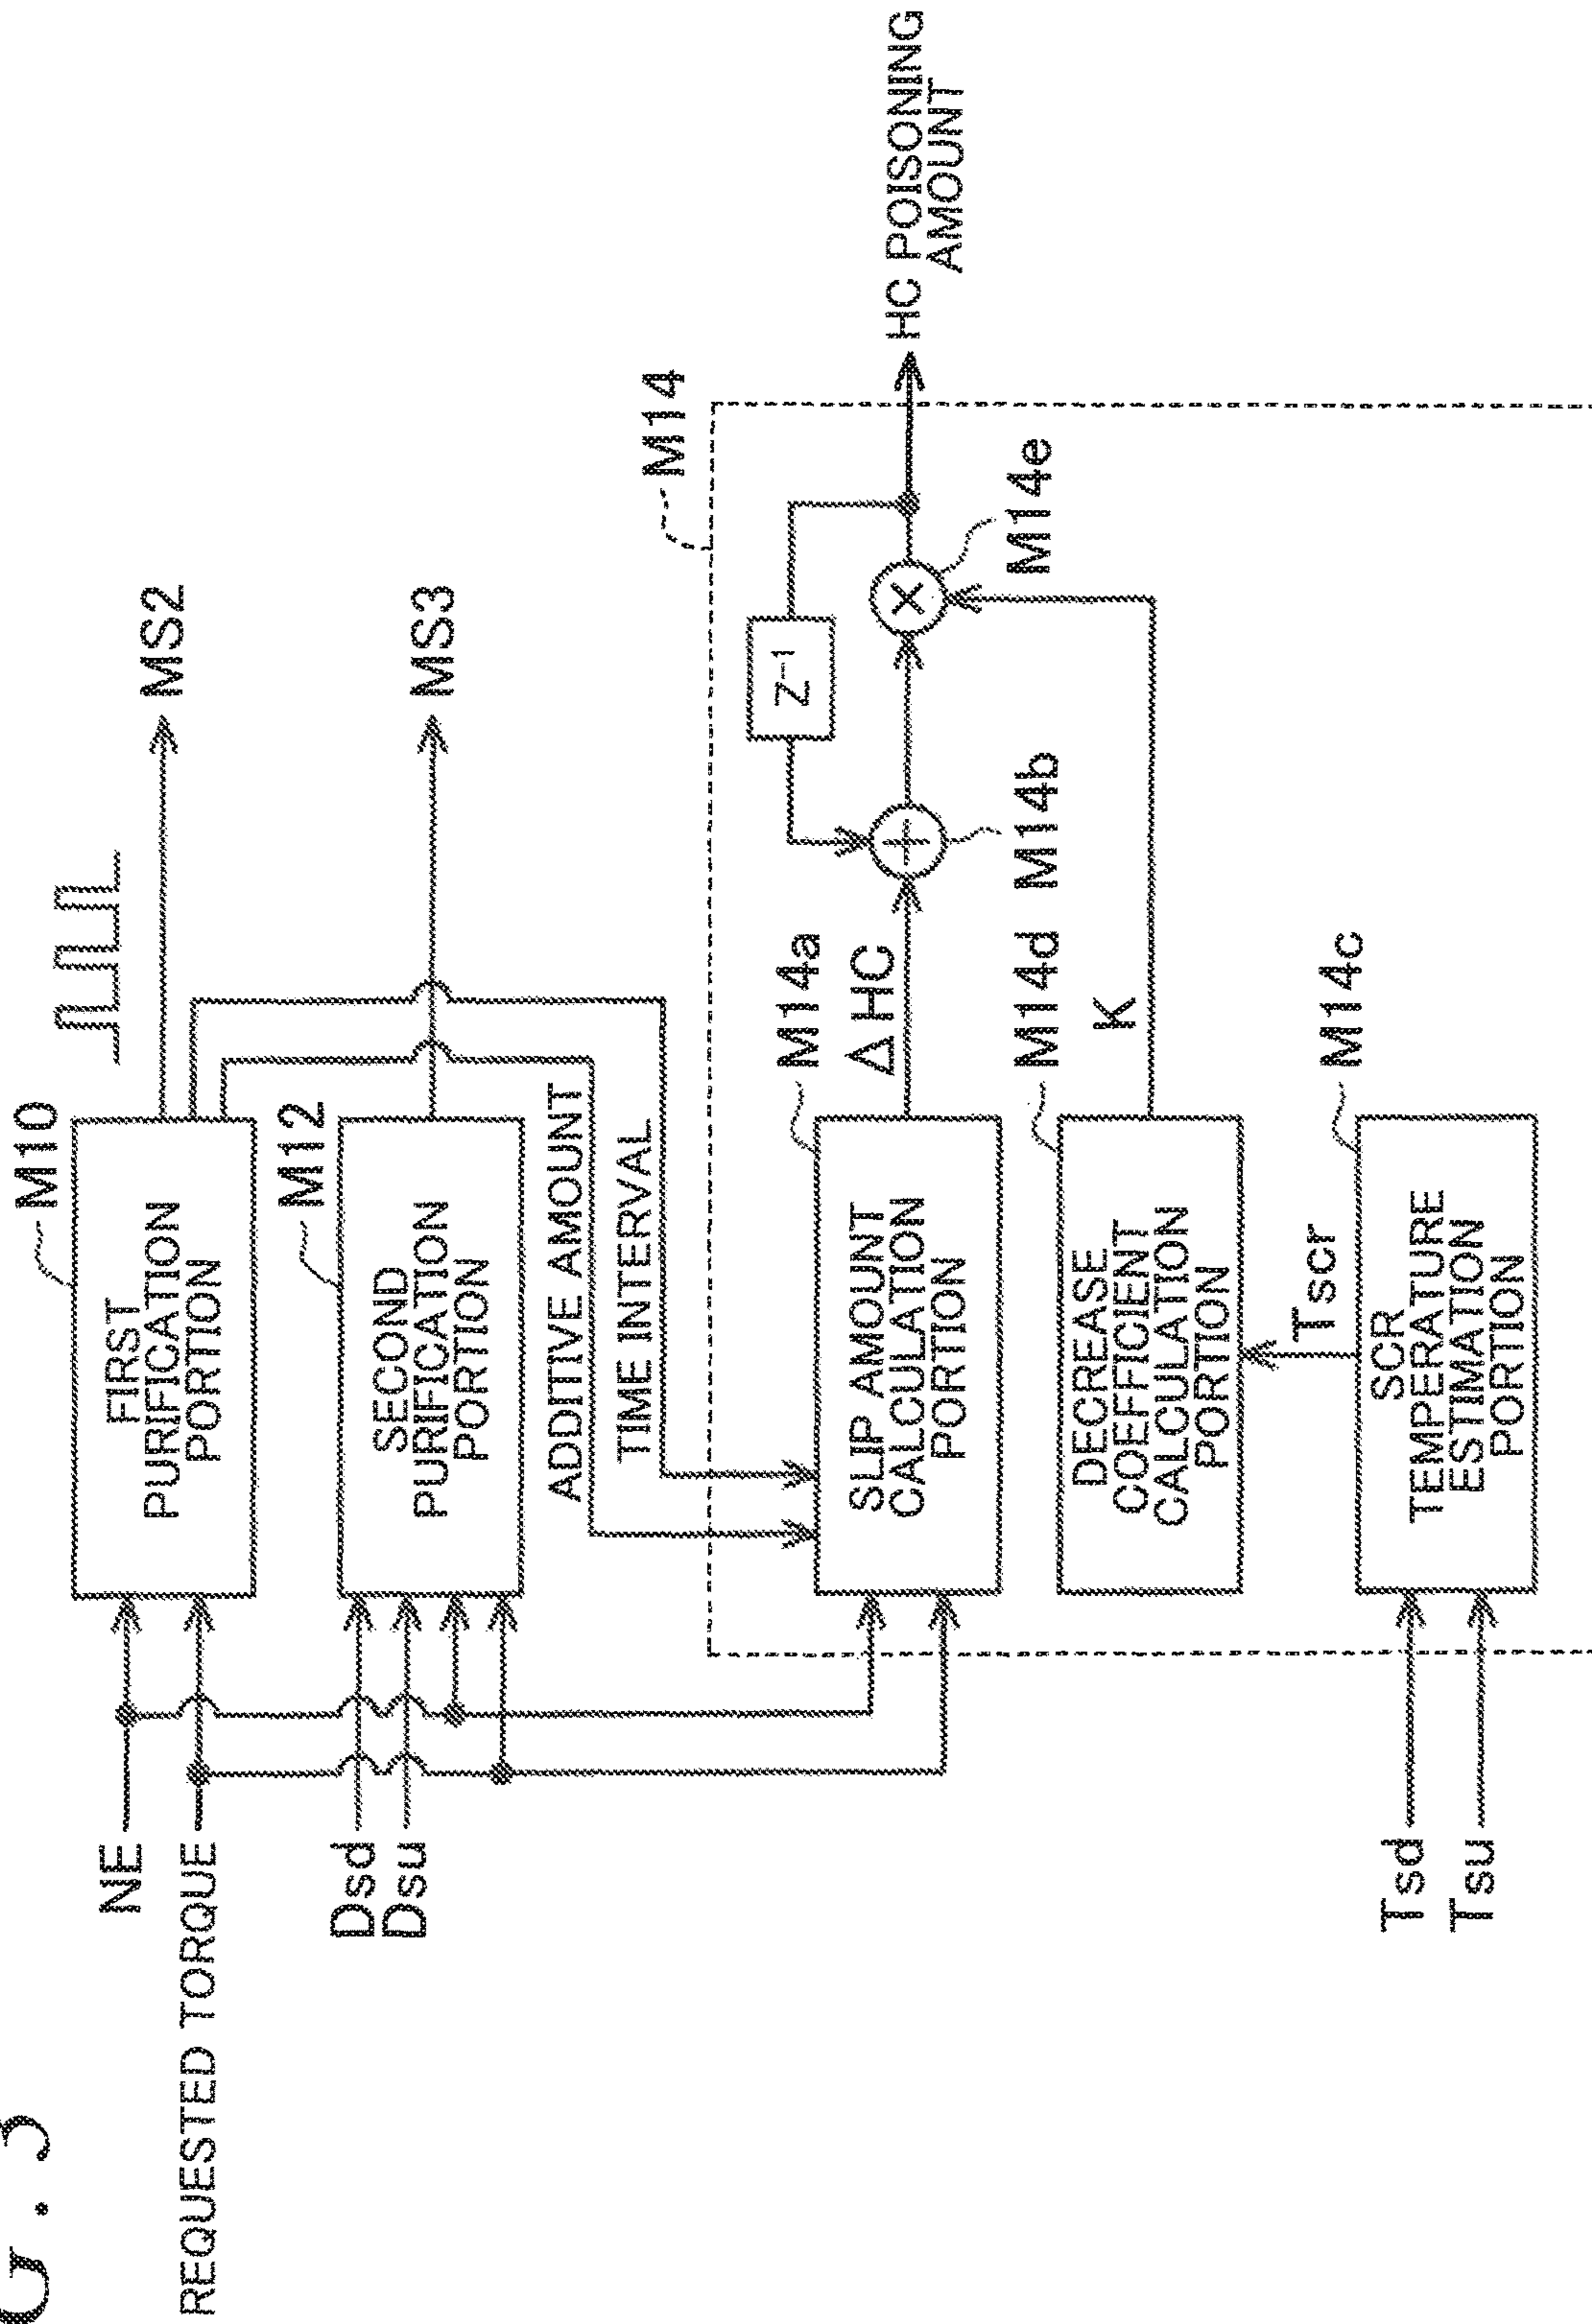 G. 3
NE
REQUESTED TORQUE
Dsd
Dsu
Tsd
Tsu
M10
FIRST
PURIFICATION
PORTION
MS2
M12
SECOND
PURIFICATION
PORTION
MS3
ADDITIVE AMOUNT
TIME INTERVAL
M14
M14a
SLIP AMOUNT
CALCULATION
PORTION
ΔHC
Z⁻¹
+
M14b
×
M14e
HC POISONING
AMOUNT
M14d
DECREASE
COEFFICIENT
CALCULATION
PORTION
K
Tscr
M14c
SCR
TEMPERATURE
ESTIMATION
PORTION